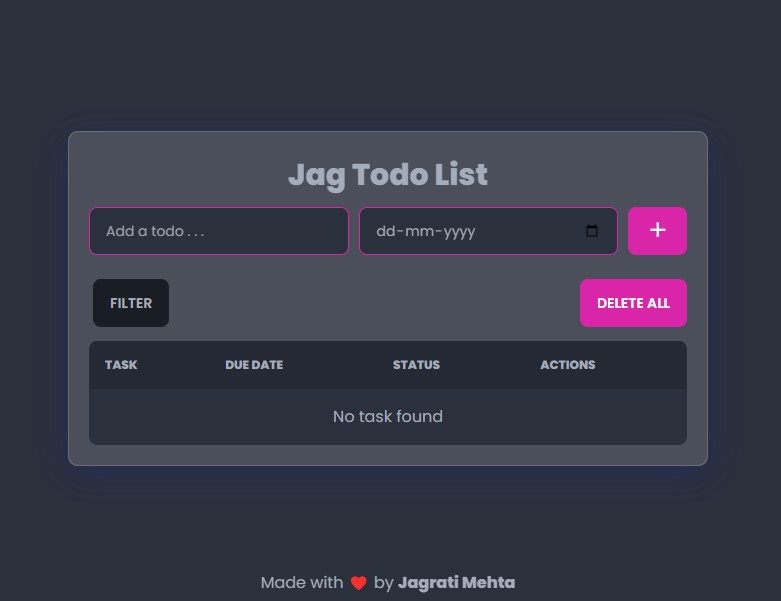 Jag Todo List
Add a todo . . .
dd-mm-yyyy
+
FILTER
DELETE ALL
TASK DUE DATE STATUS ACTIONS
No task found
Made with ❤ by Jagrati Mehta